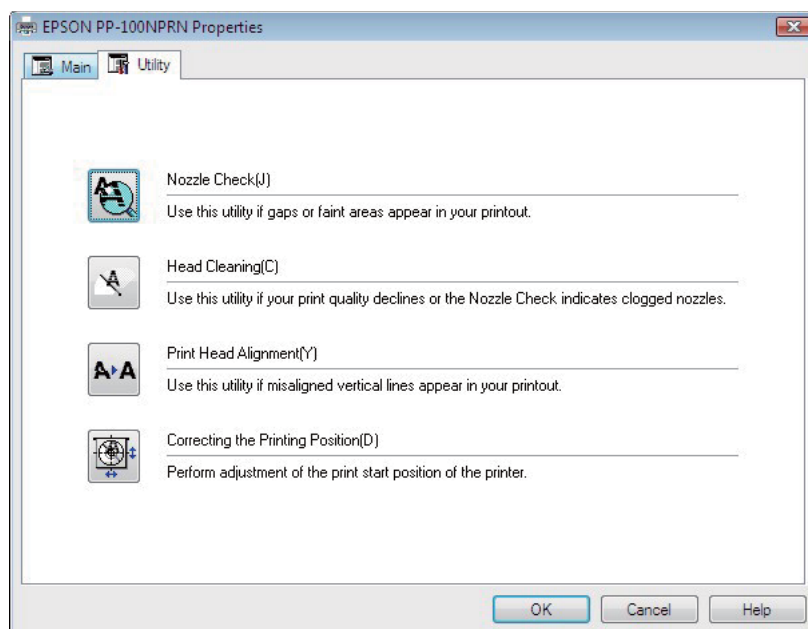 EPSON PP-100NPRN Properties
Main
Utility
Nozzle Check(J)
Use this utility if gaps or faint areas appear in your printout.
Head Cleaning(C)
Use this utility if your print quality declines or the Nozzle Check indicates clogged nozzles.
Print Head Alignment(Y)
Use this utility if misaligned vertical lines appear in your printout.
Correcting the Printing Position(D)
Perform adjustment of the print start position of the printer.
OK
Cancel
Help